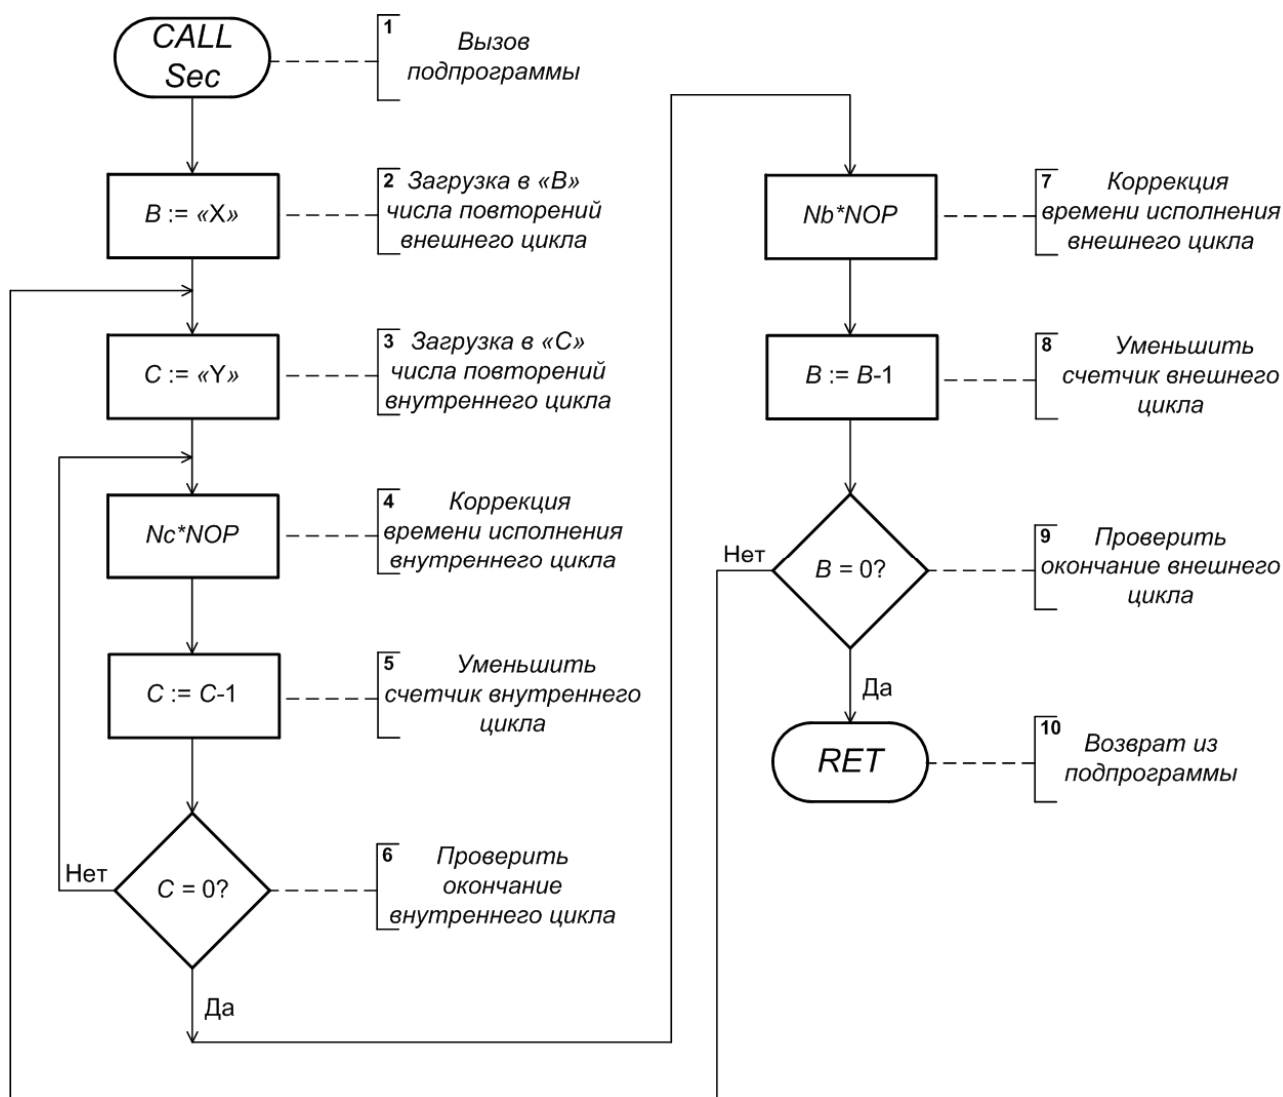 CALL
Sec
1
Вызов
подпрограммы
B := «X»
2 Загрузка в «B»
числа повторений
внешнего цикла
C := «Y»
3 Загрузка в «C»
числа повторений
внутреннего цикла
Nc*NOP
4 Коррекция
времени исполнения
внутреннего цикла
C := C-1
5 Уменьшить
счетчик внутреннего
цикла
Нет
C = 0?
6 Проверить
окончание
внутреннего цикла
Да
Nb*NOP
7 Коррекция
времени исполнения
внешнего цикла
B := B-1
8 Уменьшить
счетчик внешнего
цикла
Нет
B = 0?
9 Проверить
окончание внешнего
цикла
Да
RET
10
Возврат из
подпрограммы